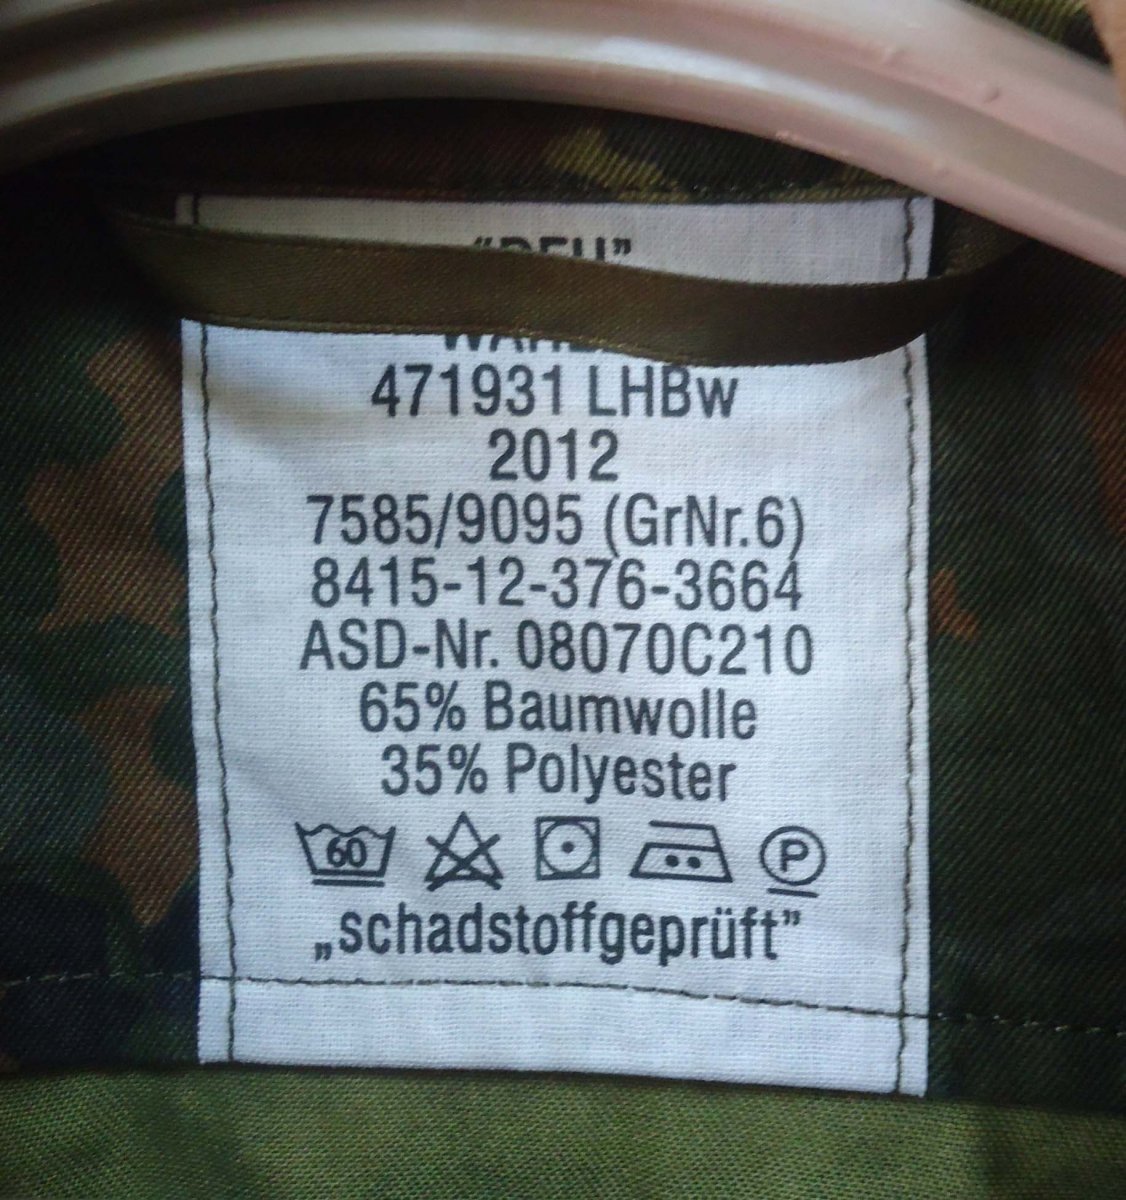 "DEU"
471931 LHBw
2012
7585/9095 (GrNr.6)
8415-12-376-3664
ASD-Nr. 08070C210
65% Baumwolle
35% Polyester
60 P
„schadstoffgeprüft”